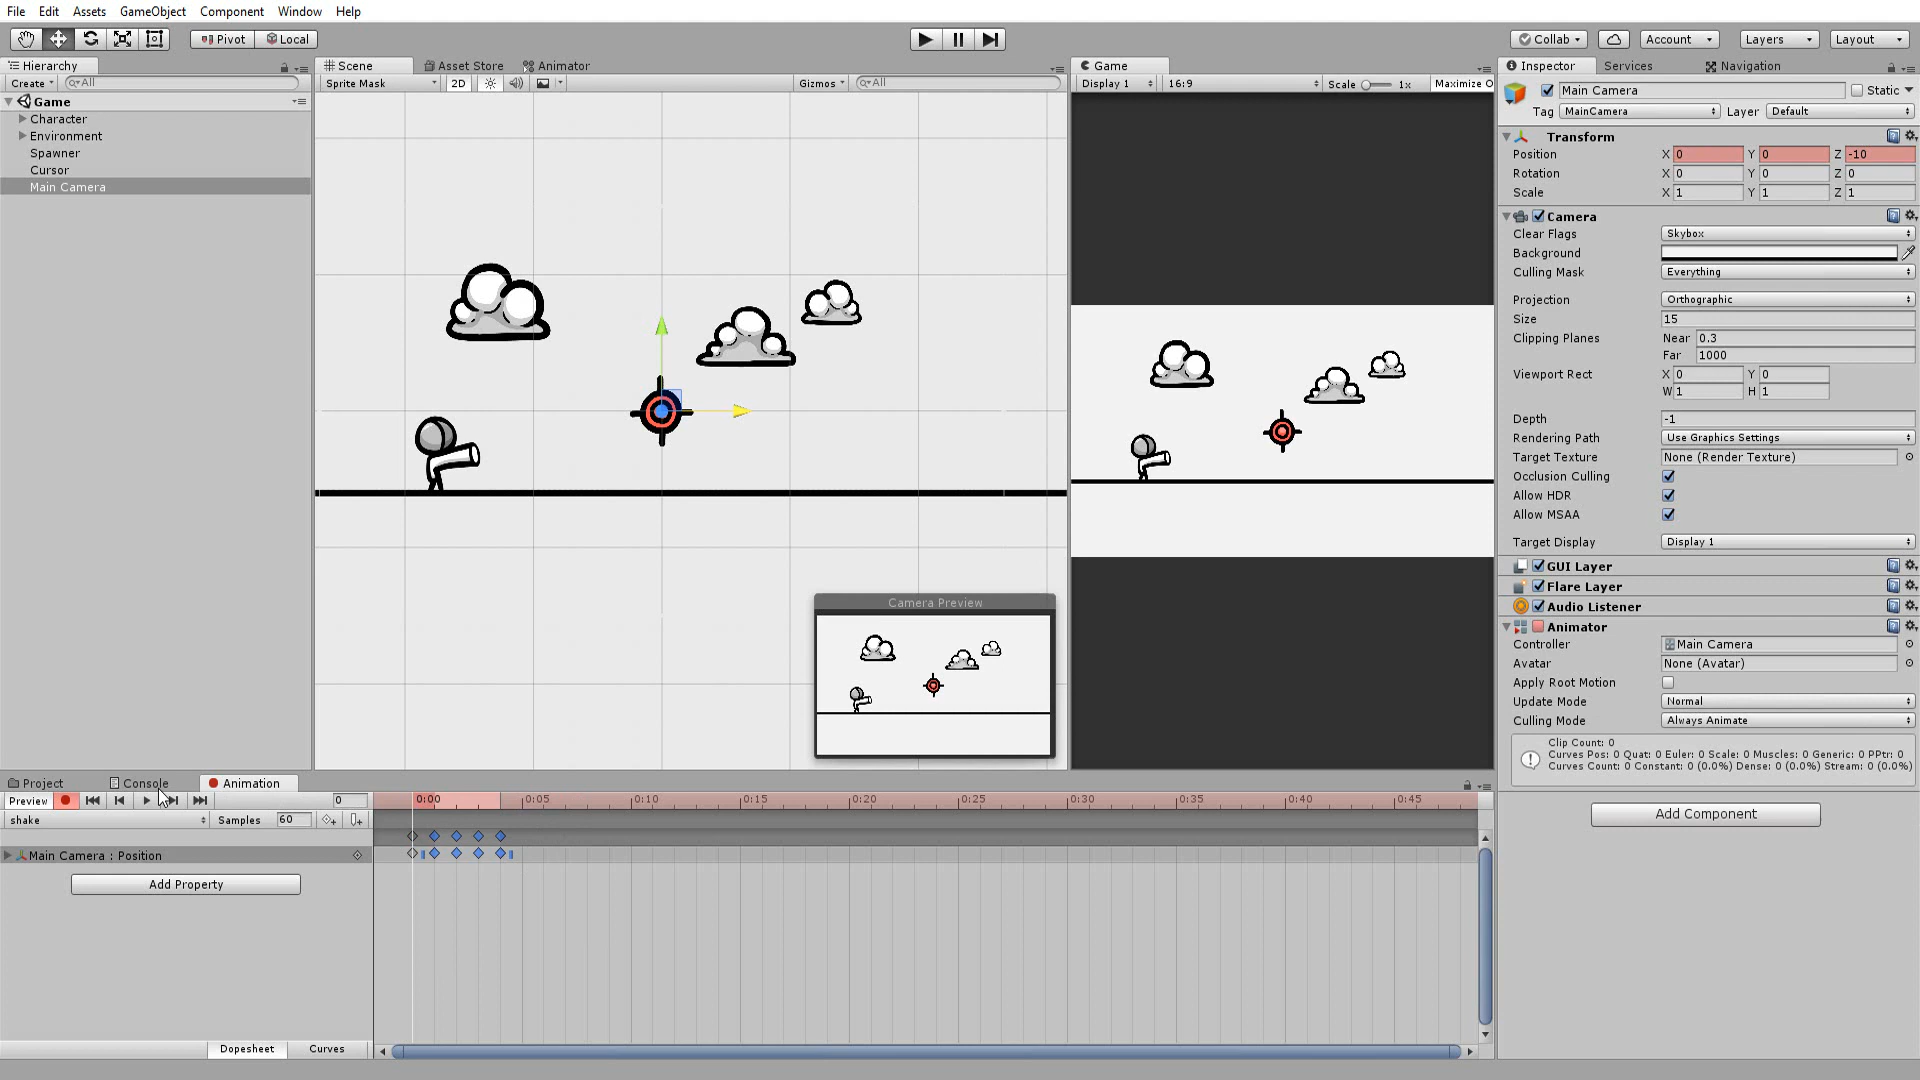 File Edit Assets GameObject Component Window Help
Pivot Local Collab Account Layers Layout
Hierarchy
Create All
Game
Character
Environment
Spawner
Cursor
Main Camera
Scene Asset Store Animator
Sprite Mask 2D Gizmos All
Camera Preview
Game
Display 1 16:9 Scale 1x Maximize O
Inspector Services Navigation
Main Camera Static
Tag MainCamera Layer Default
Transform
Position X 0 Y 0 Z -10
Rotation X 0 Y 0 Z 0
Scale X 1 Y 1 Z 1
Camera
Clear Flags Skybox
Background
Culling Mask Everything
Projection Orthographic
Size 15
Clipping Planes Near 0.3
Far 1000
Viewport Rect X 0 Y 0
W 1 H 1
Depth -1
Rendering Path Use Graphics Settings
Target Texture None (Render Texture)
Occlusion Culling
Allow HDR
Allow MSAA
Target Display Display 1
GUI Layer
Flare Layer
Audio Listener
Animator
Controller Main Camera
Avatar None (Avatar)
Apply Root Motion
Update Mode Normal
Culling Mode Always Animate
Clip Count: 0
Curves Pos: 0 Quat: 0 Euler: 0 Scale: 0 Muscles: 0 Generic: 0 PPtr: 0
Curves Count: 0 Constant: 0 (0.0%) Dense: 0 (0.0%) Stream: 0 (0.0%)
Add Component
Project Console Animation
Preview 0 0:00 0:05 0:10 0:15 0:20 0:25 0:30 0:35 0:40 0:45
shake Samples 60
Main Camera : Position
Add Property
Dopesheet Curves